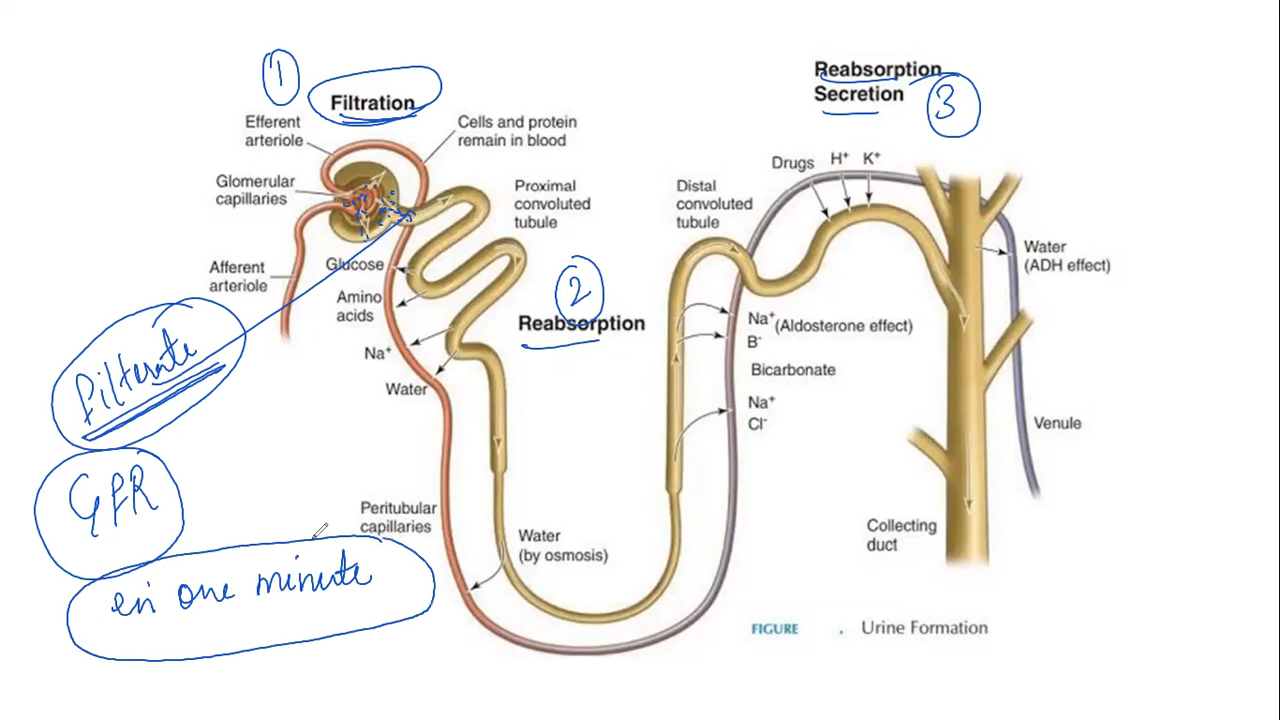 1
Filtration
Efferent
arteriole
Cells and protein
remain in blood
Glomerular
capillaries
Proximal
convoluted
tubule
Afferent
arteriole
Glucose
Amino
acids
Na⁺
Water
2
Reabsorption
filterate
GFR
in one minute
Peritubular
capillaries
Water
(by osmosis)
Reabsorption
Secretion
3
Drugs H⁺ K⁺
Distal
convoluted
tubule
Water
(ADH effect)
Na⁺ (Aldosterone effect)
B⁻
Bicarbonate
Na⁺
Cl⁻
Venule
Collecting
duct
FIGURE . Urine Formation